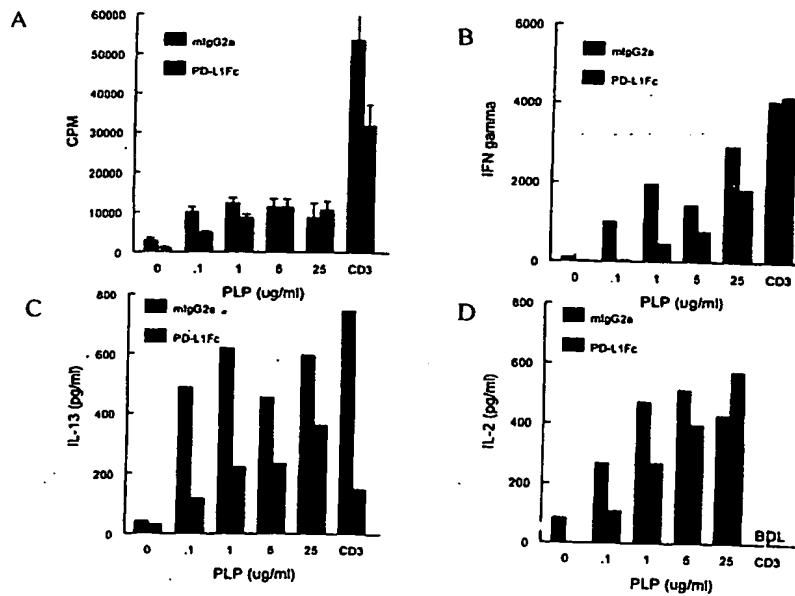 A
60000
50000
40000
30000
20000
10000
0
CPM
mIgG2a
PD-L1Fc
0 .1 1 5 25 CD3
PLP (ug/ml)
B
6000
4000
2000
0
IFN gamma
mIgG2a
PD-L1Fc
0 .1 1 5 25 CD3
PLP (ug/ml)
C
800
600
400
200
0
IL-13 (pg/ml)
mIgG2a
PD-L1Fc
0 .1 1 5 25 CD3
PLP (ug/ml)
D
800
600
400
200
0
IL-2 (pg/ml)
mIgG2a
PD-L1Fc
BDL
0 .1 1 5 25 CD3
PLP (ug/ml)